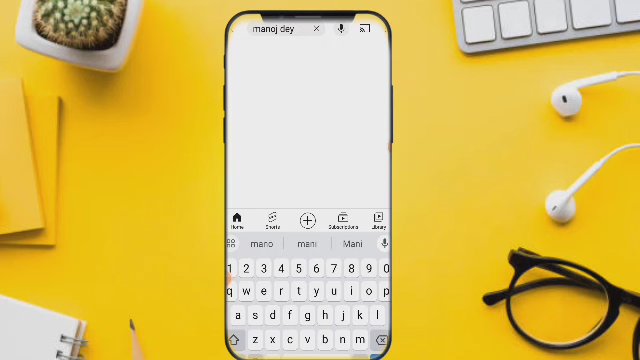 manoj dey
Home Shorts Subscriptions Library
mano mani Mani
1 2 3 4 5 6 7 8 9 0
q w e r t y u i o p
a s d f g h j k l
z x c v b n m